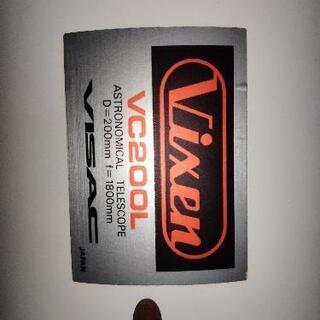 Vixen
VC200L
ASTRONOMICAL TELESCOPE
D=200mm f=1800mm
VISAC
JAPAN